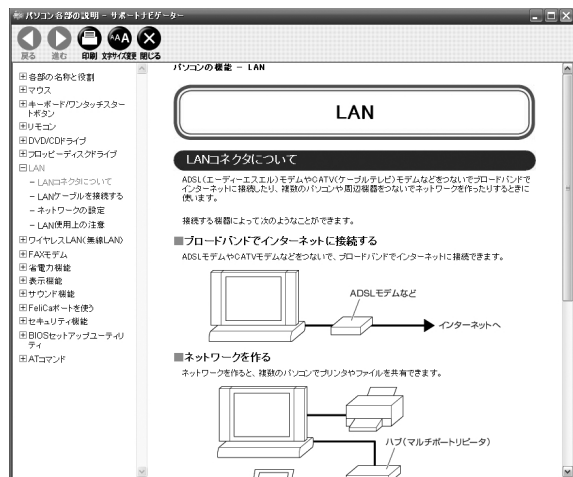 パソコン各部の説明 - サポートナビゲーター
戻る 進む 印刷 文字サイズ変更 閉じる
各部の名称と役割
マウス
キーボード/ワンタッチスター
トボタン
リモコン
DVD/CDドライブ
フロッピーディスクドライブ
LAN
- LANコネクタについて
- LANケーブルを接続する
- ネットワークの設定
- LAN使用上の注意
ワイヤレスLAN(無線LAN)
FAXモデム
省電力機能
表示機能
サウンド機能
FeliCaポートを使う
セキュリティ機能
BIOSセットアップユーティリ
ティ
ATコマンド
パソコンの機能 - LAN
LAN
LANコネクタについて
ADSL(エーディーエスエル)モデムやCATV(ケーブルテレビ)モデムなどをつないでブロードバンドで
インターネットに接続したり、複数のパソコンや周辺機器をつないでネットワークを作ったりするときに
使います。
接続する機器によって次のようなことができます。
■ブロードバンドでインターネットに接続する
ADSLモデムやCATVモデムなどをつないで、ブロードバンドでインターネットに接続できます。
ADSLモデムなど
インターネットへ
■ネットワークを作る
ネットワークを作ると、複数のパソコンでプリンタやファイルを共有できます。
ハブ(マルチポートリピータ)